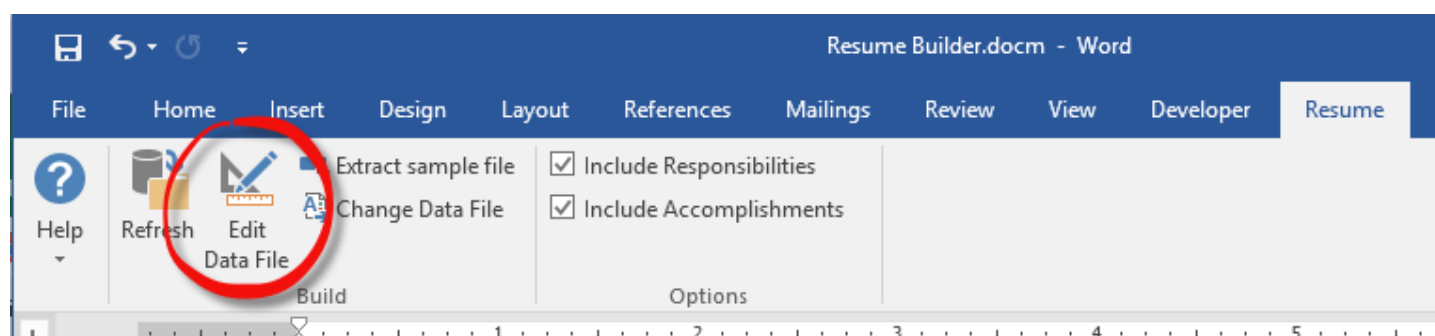 Resume Builder.docm - Word
File Home Insert Design Layout References Mailings Review View Developer Resume
Help
Refresh
Edit
Data File
Extract sample file
Change Data File
Build
Include Responsibilities
Include Accomplishments
Options
L
1 2 3 4 5